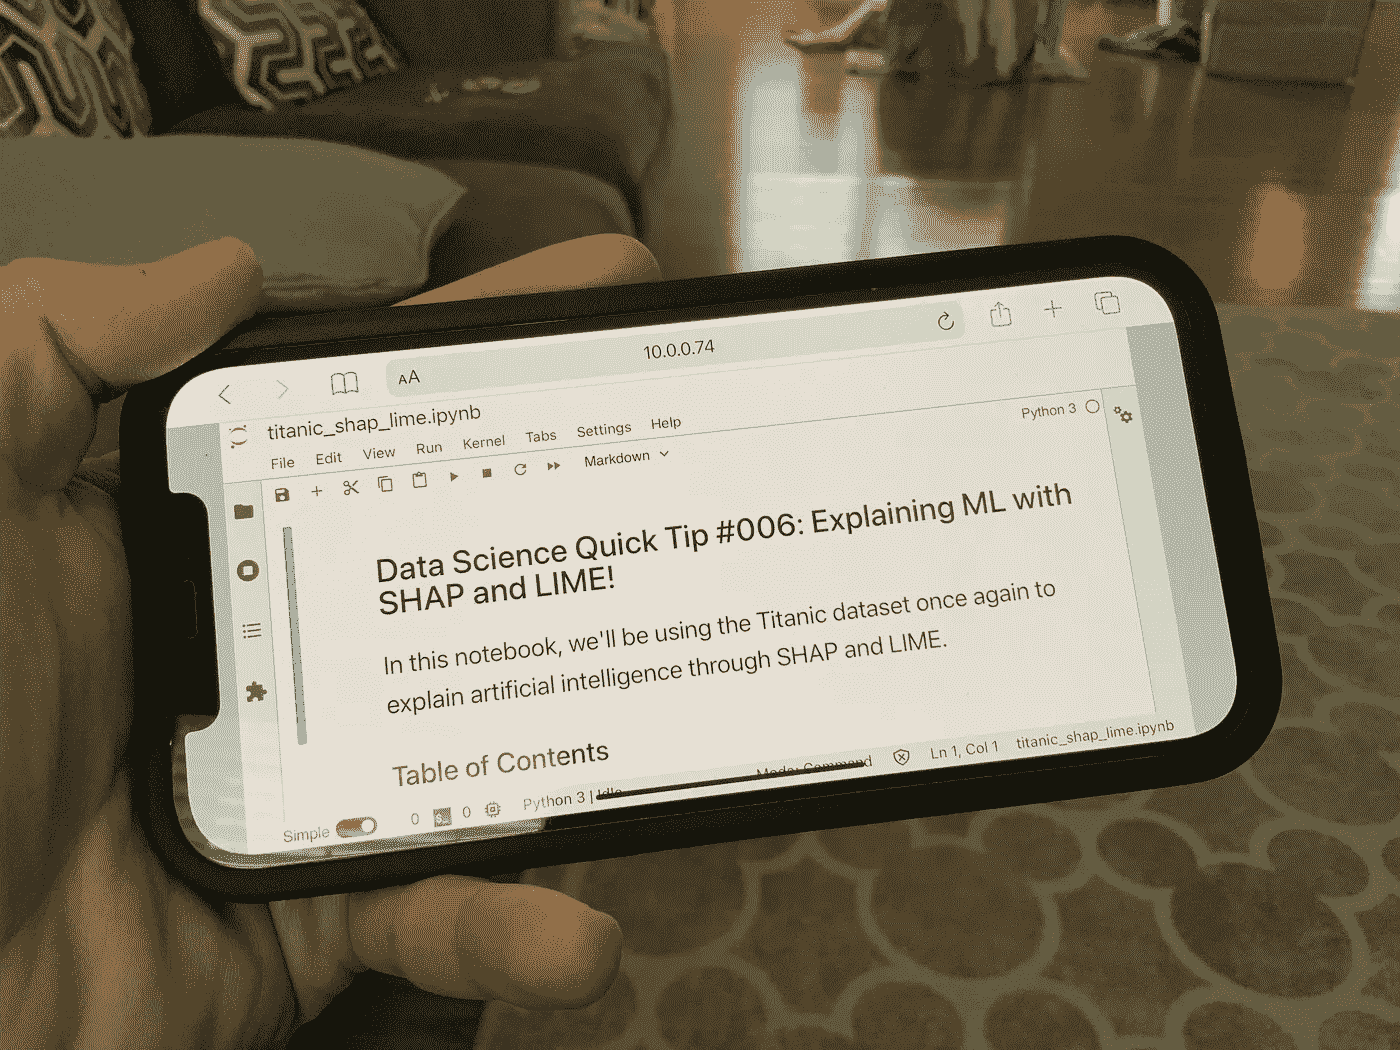 AA
10.0.0.74
titanic_shap_lime.ipynb
File Edit View Run Kernel Tabs Settings Help
Markdown
Python 3
Data Science Quick Tip #006: Explaining ML with
SHAP and LIME!
In this notebook, we'll be using the Titanic dataset once again to
explain artificial intelligence through SHAP and LIME.
Table of Contents
Simple 0 $_ 0 Python 3 | Idle Mode: Command Ln 1, Col 1 titanic_shap_lime.ipynb